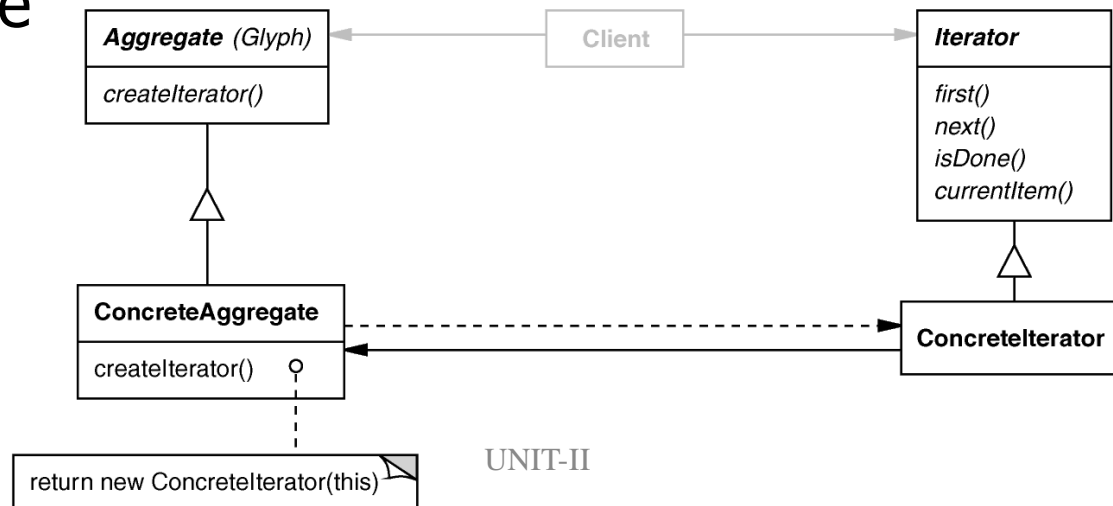 e
Aggregate (Glyph)
createIterator()
Client
Iterator
first()
next()
isDone()
currentItem()
ConcreteAggregate
createIterator()
ConcreteIterator
return new ConcreteIterator(this)
UNIT-II